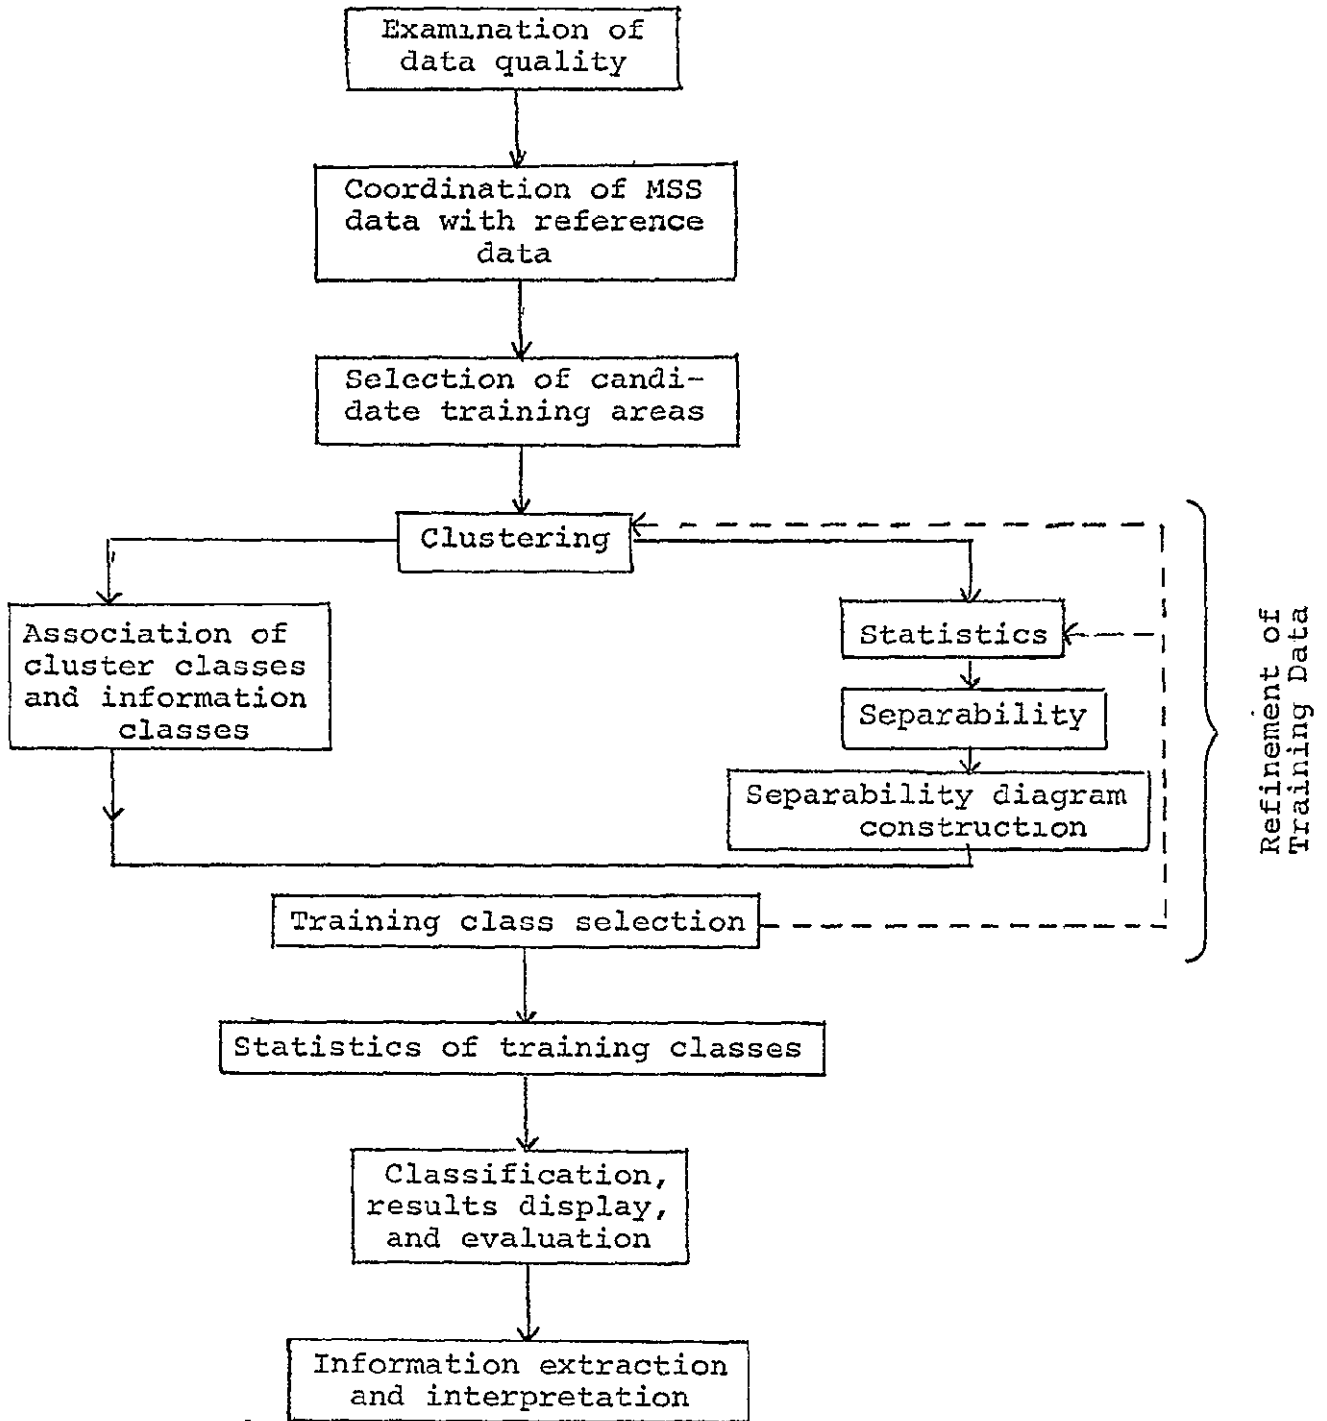 Examination of
data quality
Coordination of MSS
data with reference
data
Selection of candi-
date training areas
Clustering
Association of
cluster classes
and information
classes
Statistics
Separability
Separability diagram
construction
Refinement of
Training Data
Training class selection
Statistics of training classes
Classification,
results display,
and evaluation
Information extraction
and interpretation